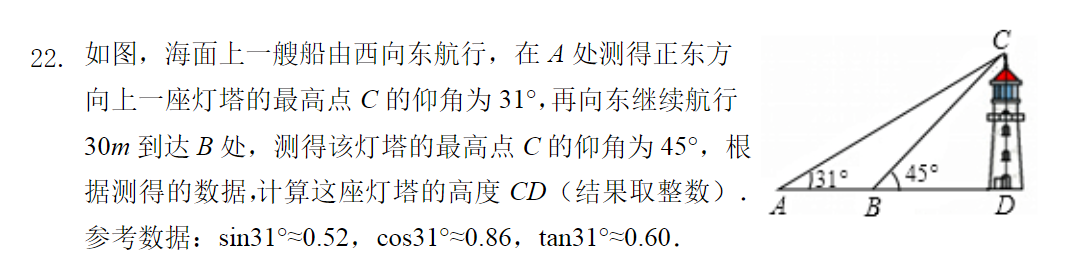 22. 如图，海面上一艘船由西向东航行，在 A 处测得正东方
向上一座灯塔的最高点 C 的仰角为 31°，再向东继续航行
30m 到达 B 处，测得该灯塔的最高点 C 的仰角为 45°，根
据测得的数据，计算这座灯塔的高度 CD（结果取整数）．
参考数据：sin31°≈0.52，cos31°≈0.86，tan31°≈0.60．
C
31°
45°
A
B
D